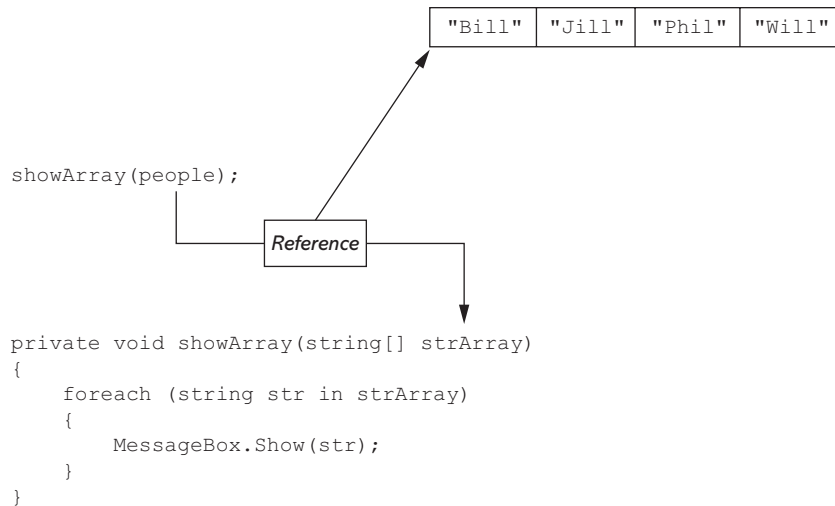 "Bill" "Jill" "Phil" "Will"
showArray(people);
Reference
private void showArray(string[] strArray)
{
    foreach (string str in strArray)
    {
        MessageBox.Show(str);
    }
}